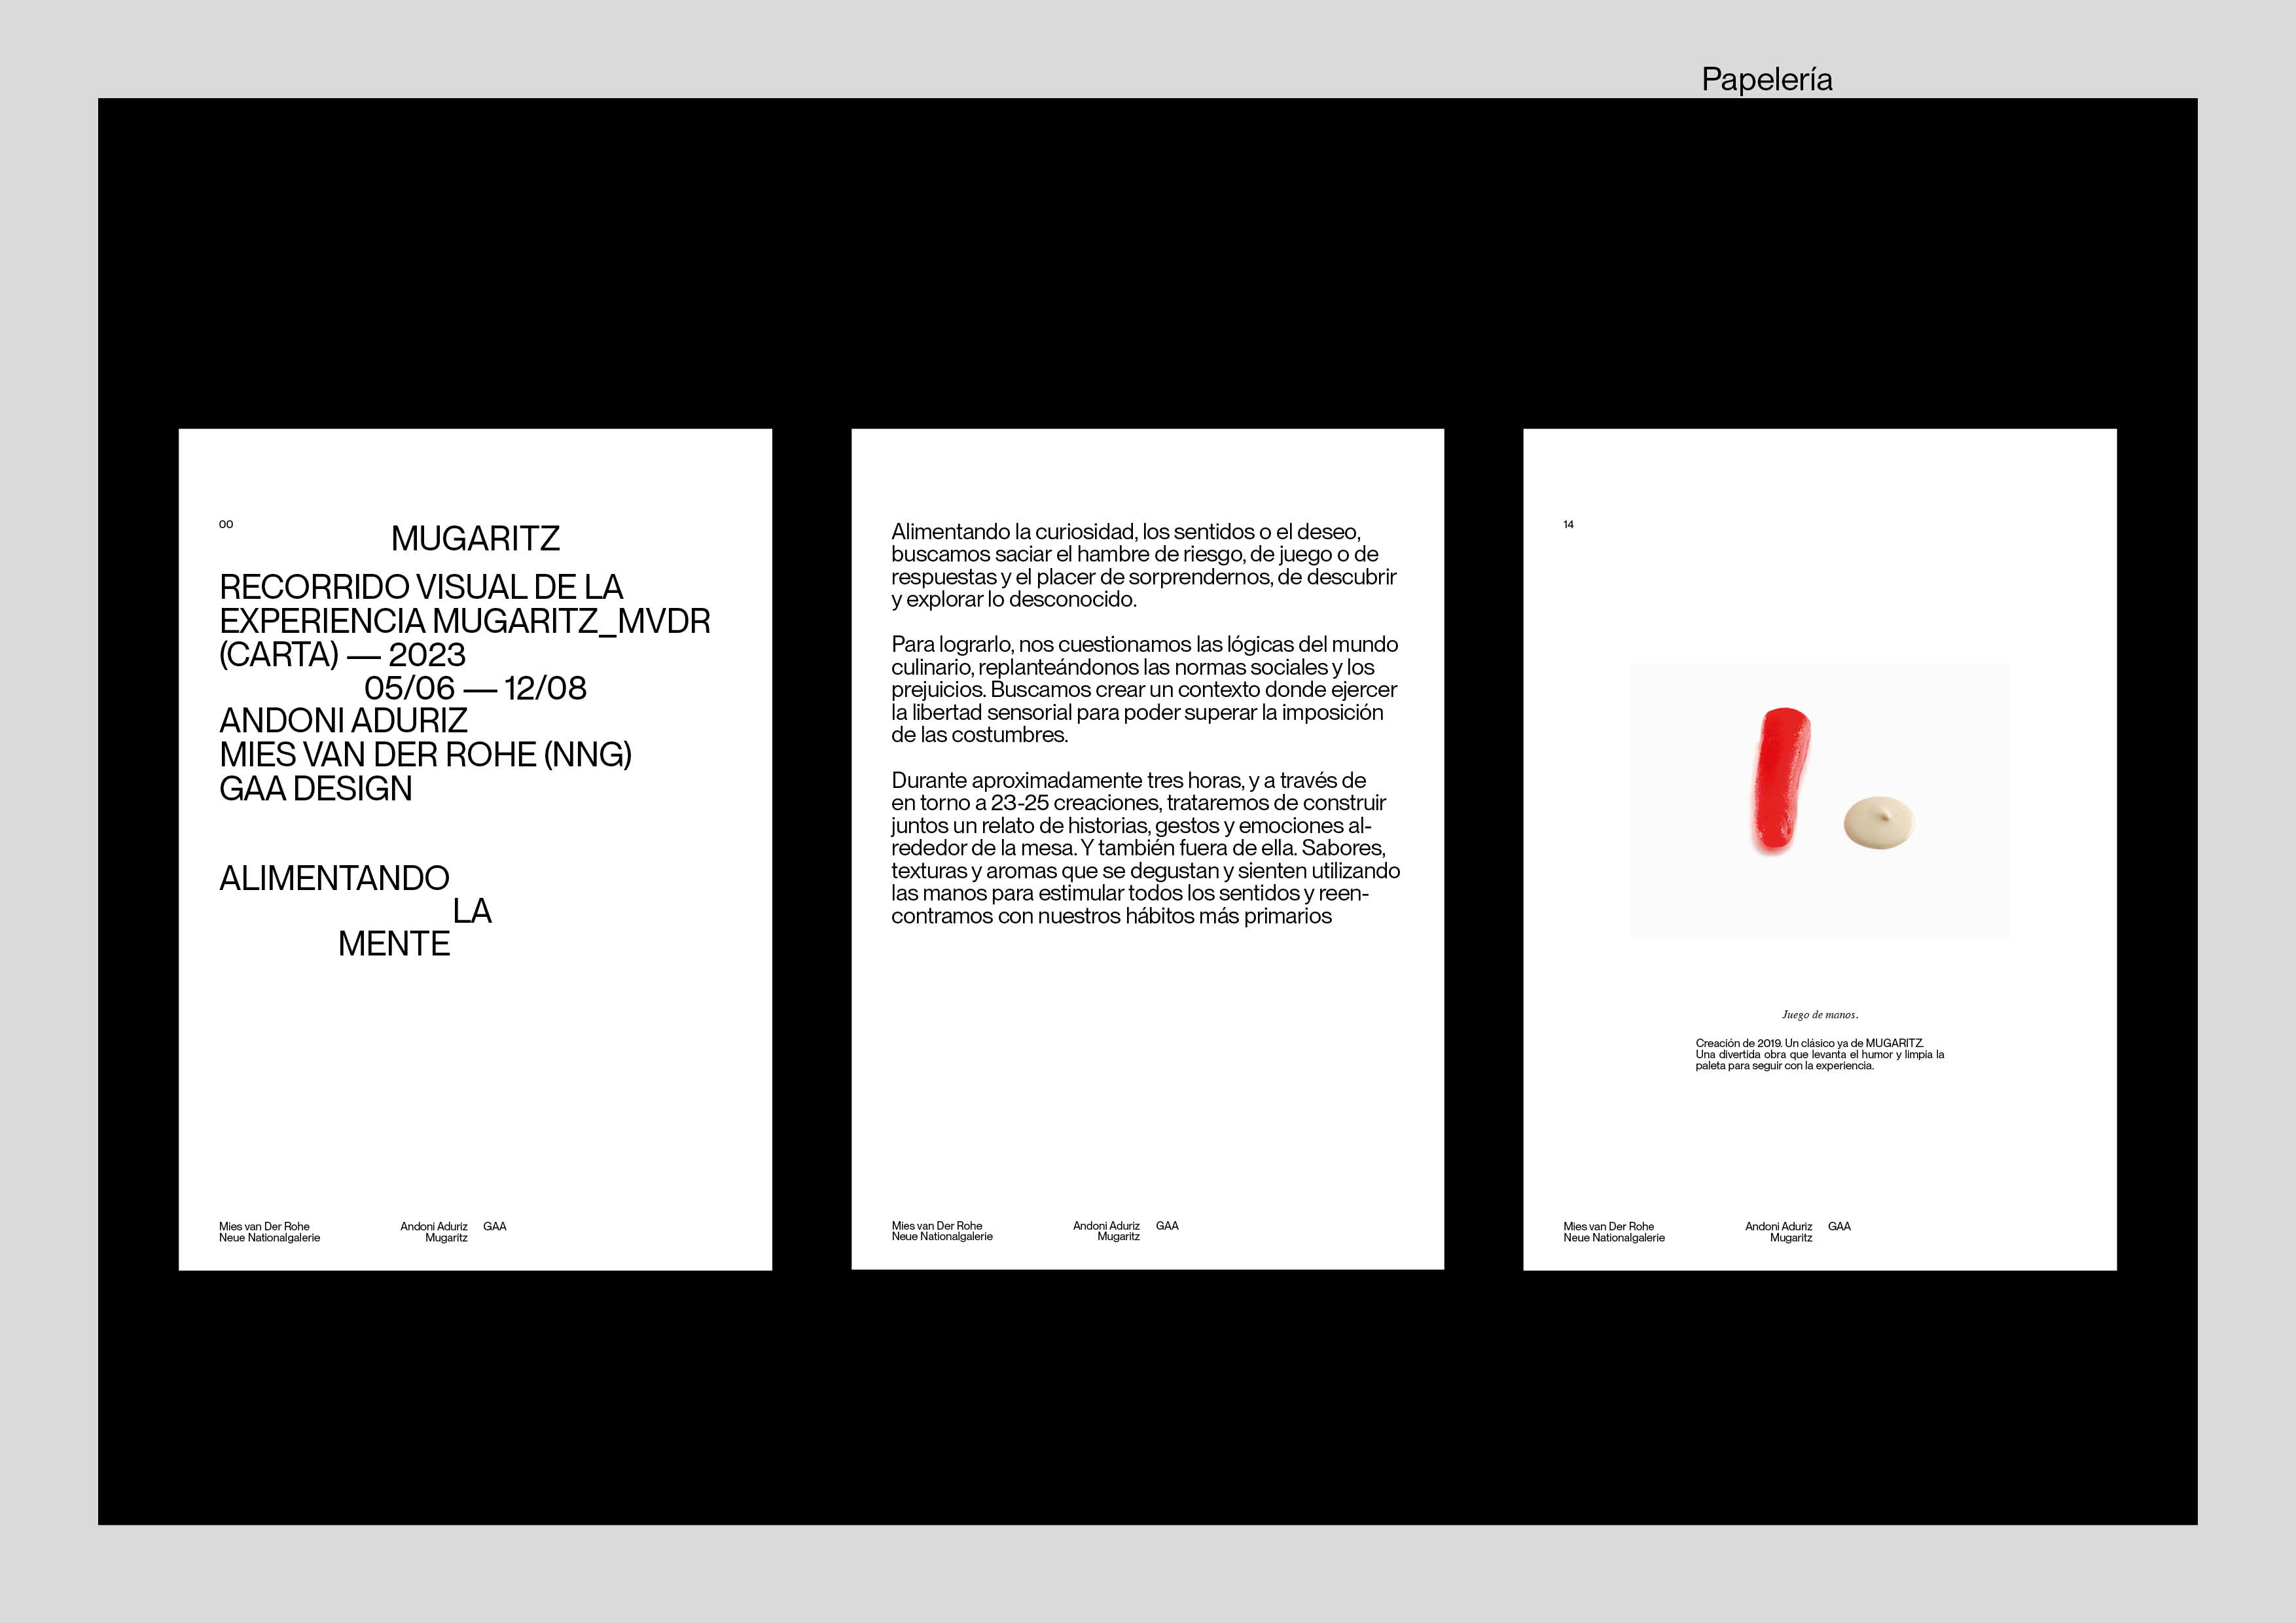 Papelería
00
MUGARITZ
RECORRIDO VISUAL DE LA
EXPERIENCIA MUGARITZ_MVDR
(CARTA) — 2023
05/06 — 12/08
ANDONI ADURIZ
MIES VAN DER ROHE (NNG)
GAA DESIGN
ALIMENTANDO
LA
MENTE
Mies van Der Rohe
Neue Nationalgalerie
Andoni Aduriz
Mugaritz
GAA
Alimentando la curiosidad, los sentidos o el deseo,
buscamos saciar el hambre de riesgo, de juego o de
respuestas y el placer de sorprendernos, de descubrir
y explorar lo desconocido.
Para lograrlo, nos cuestionamos las lógicas del mundo
culinario, replanteándonos las normas sociales y los
prejuicios. Buscamos crear un contexto donde ejercer
la libertad sensorial para poder superar la imposición
de las costumbres.
Durante aproximadamente tres horas, y a través de
en torno a 23-25 creaciones, trataremos de construir
juntos un relato de historias, gestos y emociones al-
rededor de la mesa. Y también fuera de ella. Sabores,
texturas y aromas que se degustan y sienten utilizando
las manos para estimular todos los sentidos y reen-
contramos con nuestros hábitos más primarios
Mies van Der Rohe
Neue Nationalgalerie
Andoni Aduriz
Mugaritz
GAA
14
Juego de manos.
Creación de 2019. Un clásico ya de MUGARITZ.
Una divertida obra que levanta el humor y limpia la
paleta para seguir con la experiencia.
Mies van Der Rohe
Neue Nationalgalerie
Andoni Aduriz
Mugaritz
GAA